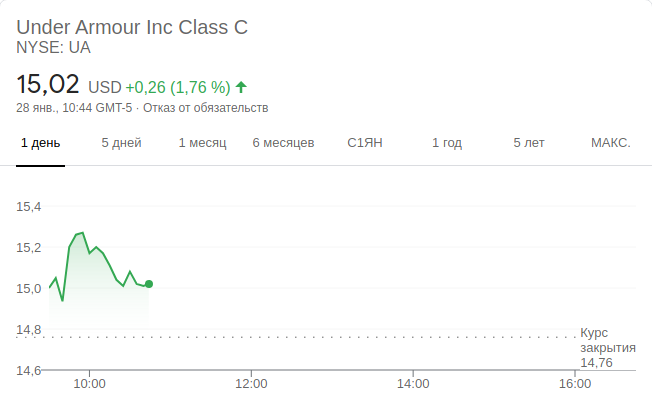 Under Armour Inc Class C
NYSE: UA
15,02 USD +0,26 (1,76 %)
28 янв., 10:44 GMT-5 · Отказ от обязательств
1 день 5 дней 1 месяц 6 месяцев С1ЯН 1 год 5 лет МАКС.
15,4
15,2
15,0
14,8
Курс
закрытия
14,76
14,6
10:00 12:00 14:00 16:00